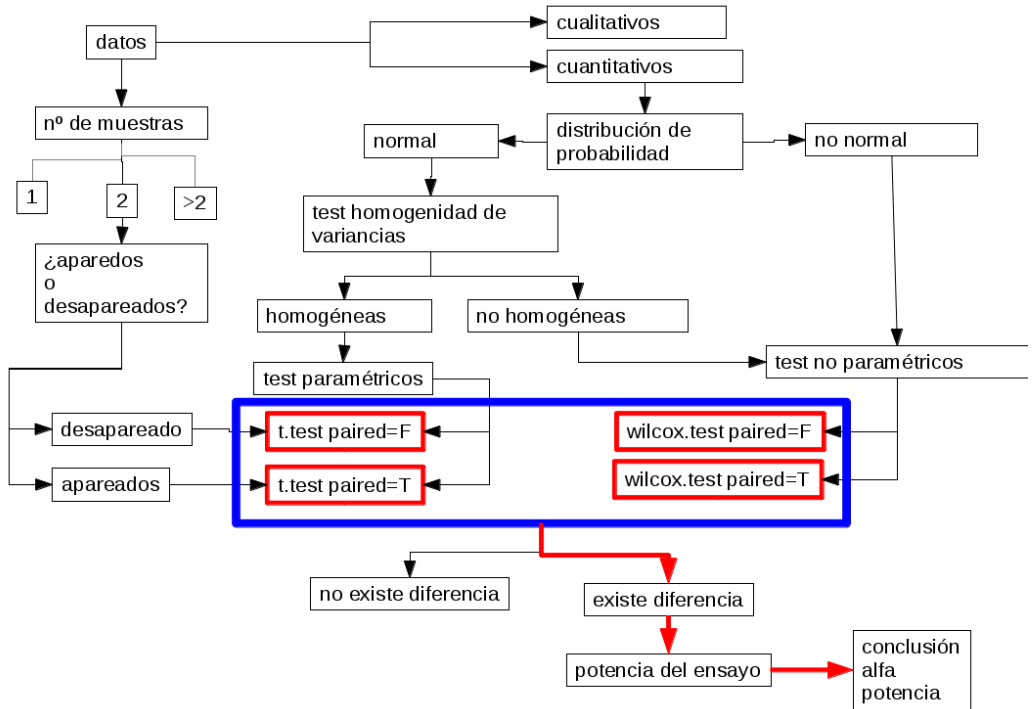 datos
cualitativos
cuantitativos
nº de muestras
normal
distribución de
probabilidad
no normal
1
2
>2
test homogenidad de
variancias
¿aparedos
o
desapareados?
homogéneas
no homogéneas
test paramétricos
test no paramétricos
desapareado
t.test paired=F
wilcox.test paired=F
apareados
t.test paired=T
wilcox.test paired=T
no existe diferencia
existe diferencia
potencia del ensayo
conclusión
alfa
potencia